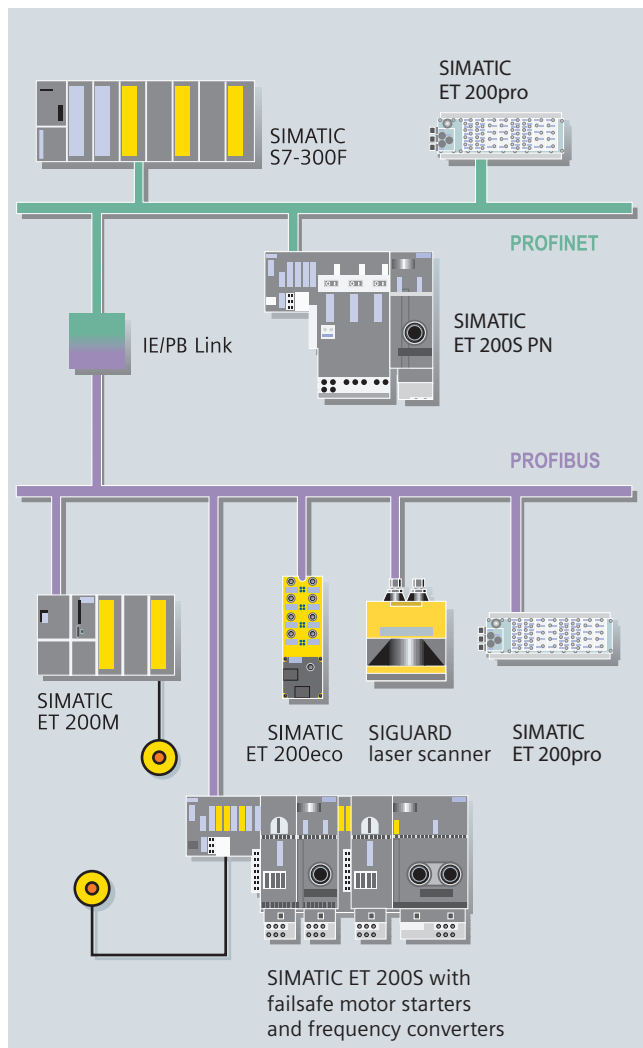 SIMATIC
ET 200pro
SIMATIC
S7-300F
PROFINET
SIMATIC
ET 200S PN
IE/PB Link
PROFIBUS
SIMATIC
ET 200M
SIMATIC
ET 200eco
SIGUARD
laser scanner
SIMATIC
ET 200pro
SIMATIC ET 200S with
failsafe motor starters
and frequency converters